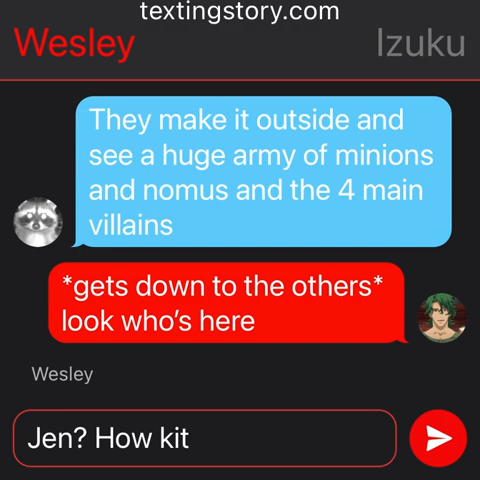 textingstory.com
Wesley
Izuku
They make it outside and
see a huge army of minions
and nomus and the 4 main
villains
*gets down to the others*
look who's here
Wesley
Jen? How kit